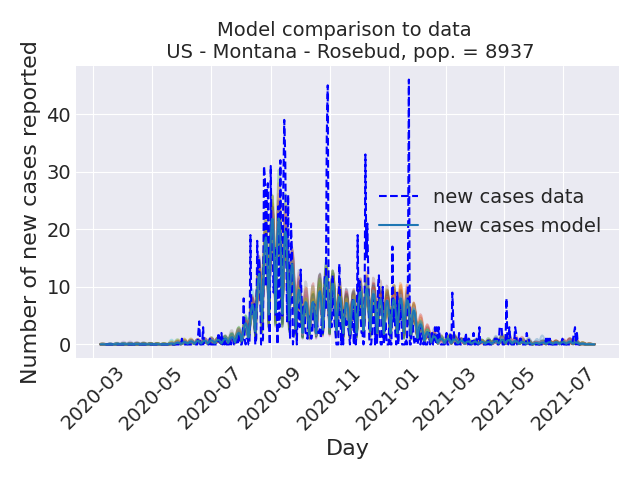 Model comparison to data
US - Montana - Rosebud, pop. = 8937
Number of new cases reported
40
30
20
10
0
new cases data
new cases model
2020-03
2020-05
2020-07
2020-09
2020-11
2021-01
2021-03
2021-05
2021-07
Day